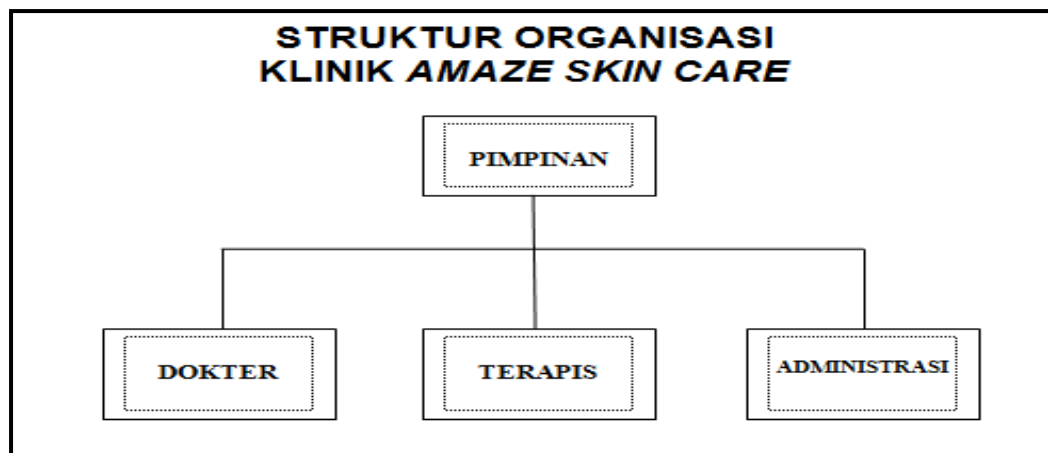 STRUKTUR ORGANISASI
KLINIK AMAZE SKIN CARE
PIMPINAN
DOKTER
TERAPIS
ADMINISTRASI